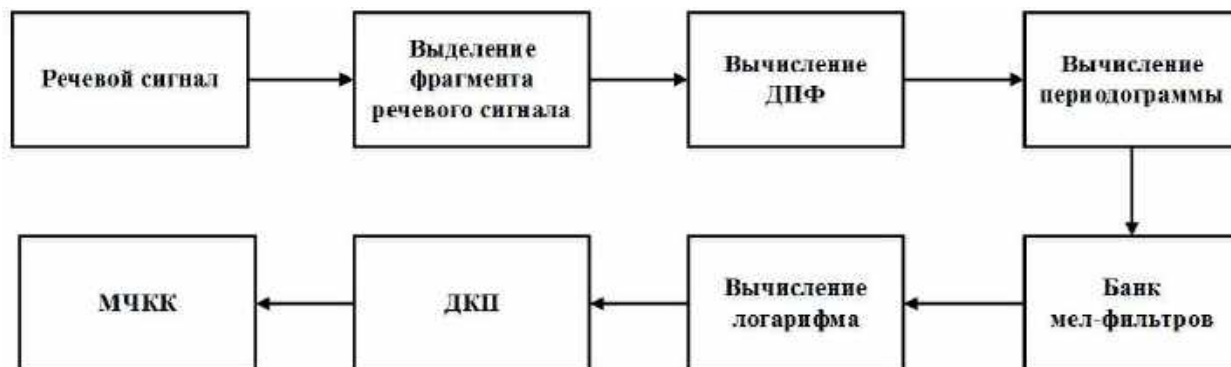 Речевой сигнал
Выделение
фрагмента
речевого сигнала
Вычисление
ДПФ
Вычисление
периодограммы
Банк
мел-фильтров
Вычисление
логарифма
ДКП
МЧКК